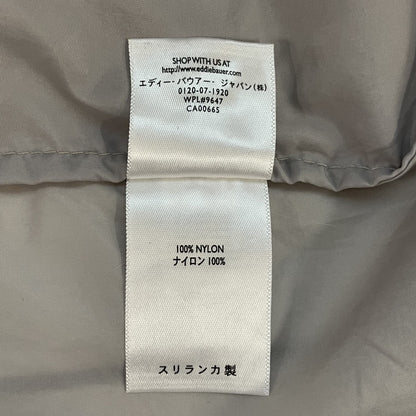 SHOP WITH US AT
http://www.eddiebauer.com
エディー・バウアー・ジャパン(株)
0120-07-1920
WPL#9647
CA00665
100% NYLON
ナイロン 100%
スリランカ製